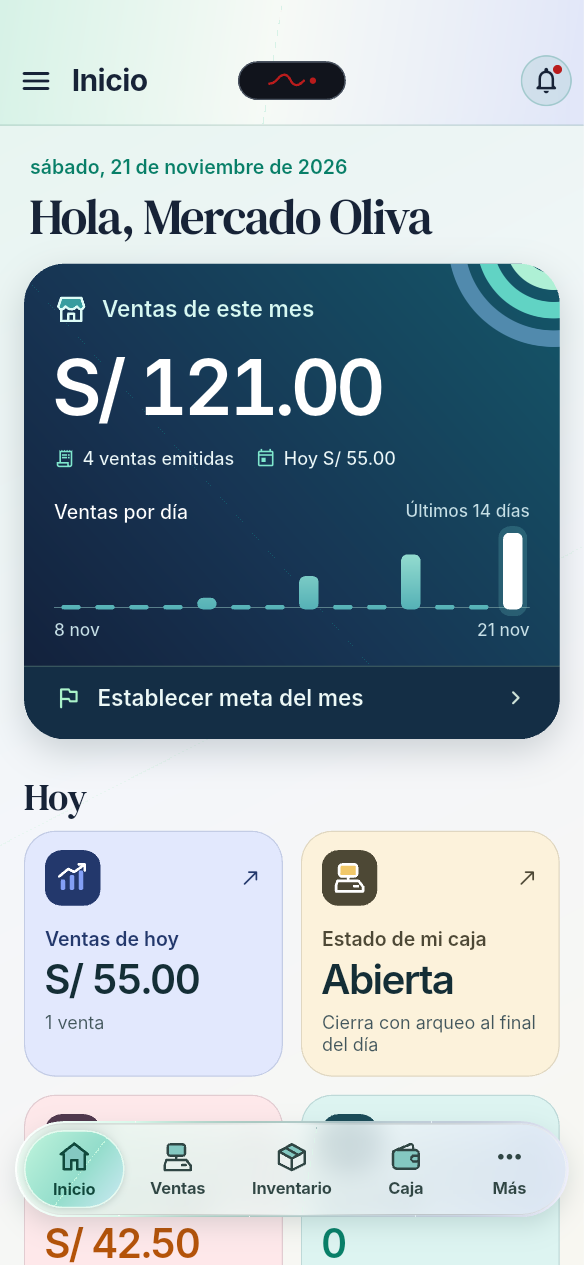 Inicio
sábado, 21 de noviembre de 2026
Hola, Mercado Oliva
Ventas de este mes
S/ 121.00
4 ventas emitidas
Hoy S/ 55.00
Ventas por día
Últimos 14 días
8 nov
21 nov
Establecer meta del mes
Hoy
Ventas de hoy
S/ 55.00
1 venta
Estado de mi caja
Abierta
Cierra con arqueo al final
del día
Inicio
Ventas
Inventario
Caja
Más
S/ 42.50
0